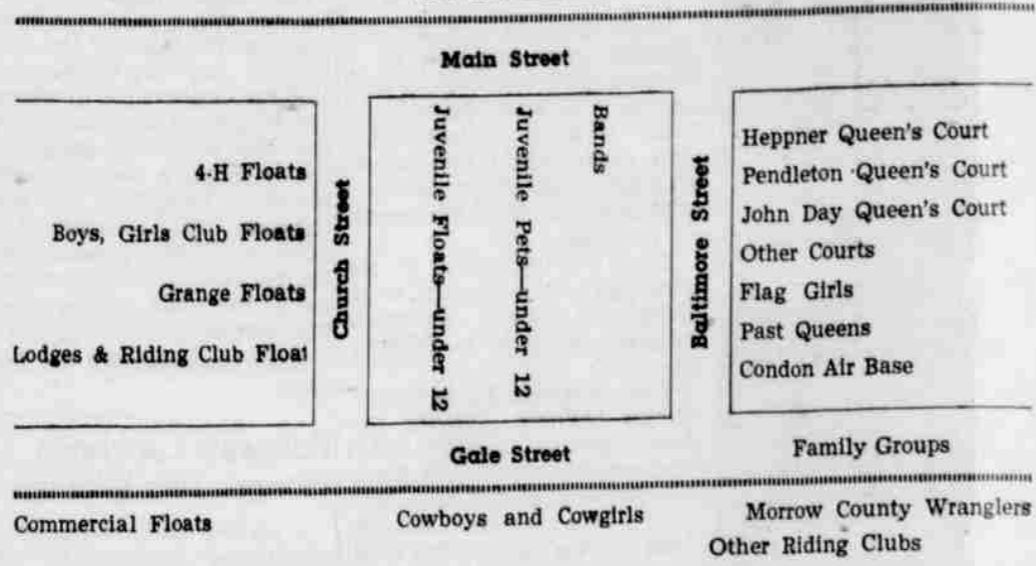 Main Street
4-H Floats
Boys, Girls Club Floats
Grange Floats
Lodges & Riding Club Float
Church Street
Juvenile Floats—under 12
Juvenile Pets—under 12
Bands
Baltimore Street
Heppner Queen's Court
Pendleton Queen's Court
John Day Queen's Court
Other Courts
Flag Girls
Past Queens
Condon Air Base
Gale Street
Family Groups
Commercial Floats
Cowboys and Cowgirls
Morrow County Wranglers
Other Riding Clubs